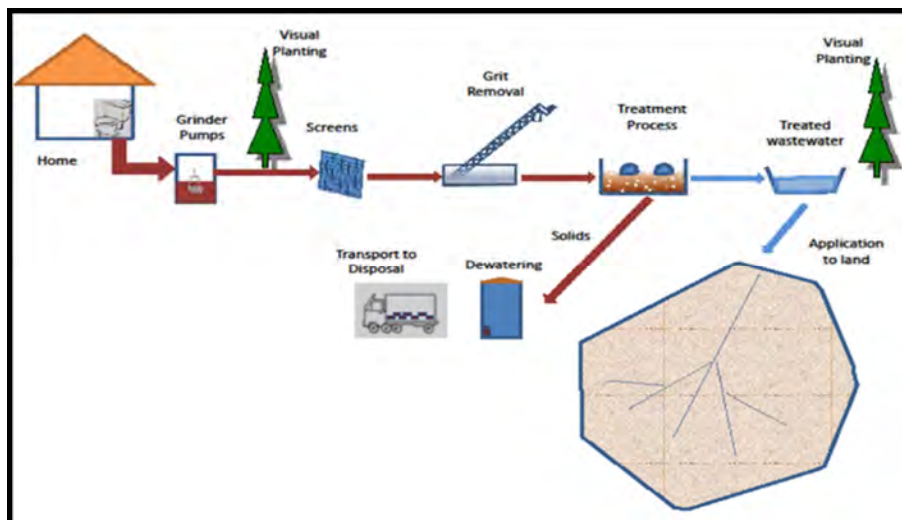 Visual
Planting
Visual
Planting
Grit
Removal
Grinder
Pumps
Screens
Treatment
Process
Treated
wastewater
Home
Solids
Transport to
Disposal
Dewatering
Application
to land